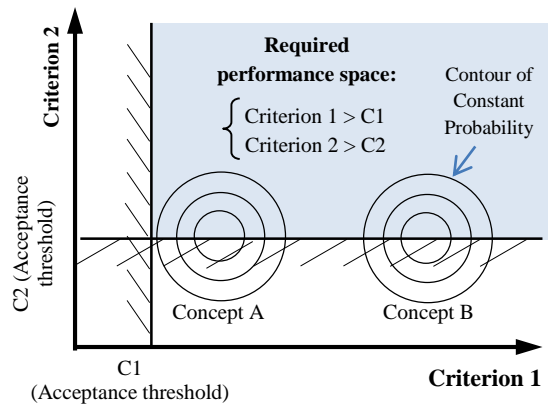 Required
performance space:
Criterion 1 > C1
Criterion 2 > C2
Contour of
Constant
Probability
Criterion 2
C2 (Acceptance
threshold)
Concept A
Concept B
C1
(Acceptance threshold)
Criterion 1